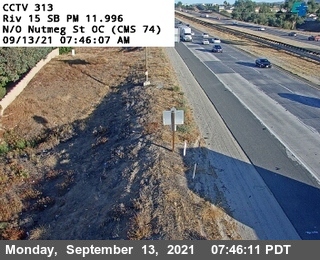 CCTV 313
Riv 15 SB PM 11.996
N/O Nutmeg St OC (CMS 74)
09/13/21 07:46:07 AM
Monday, September 13, 2021 07:46:11 PDT